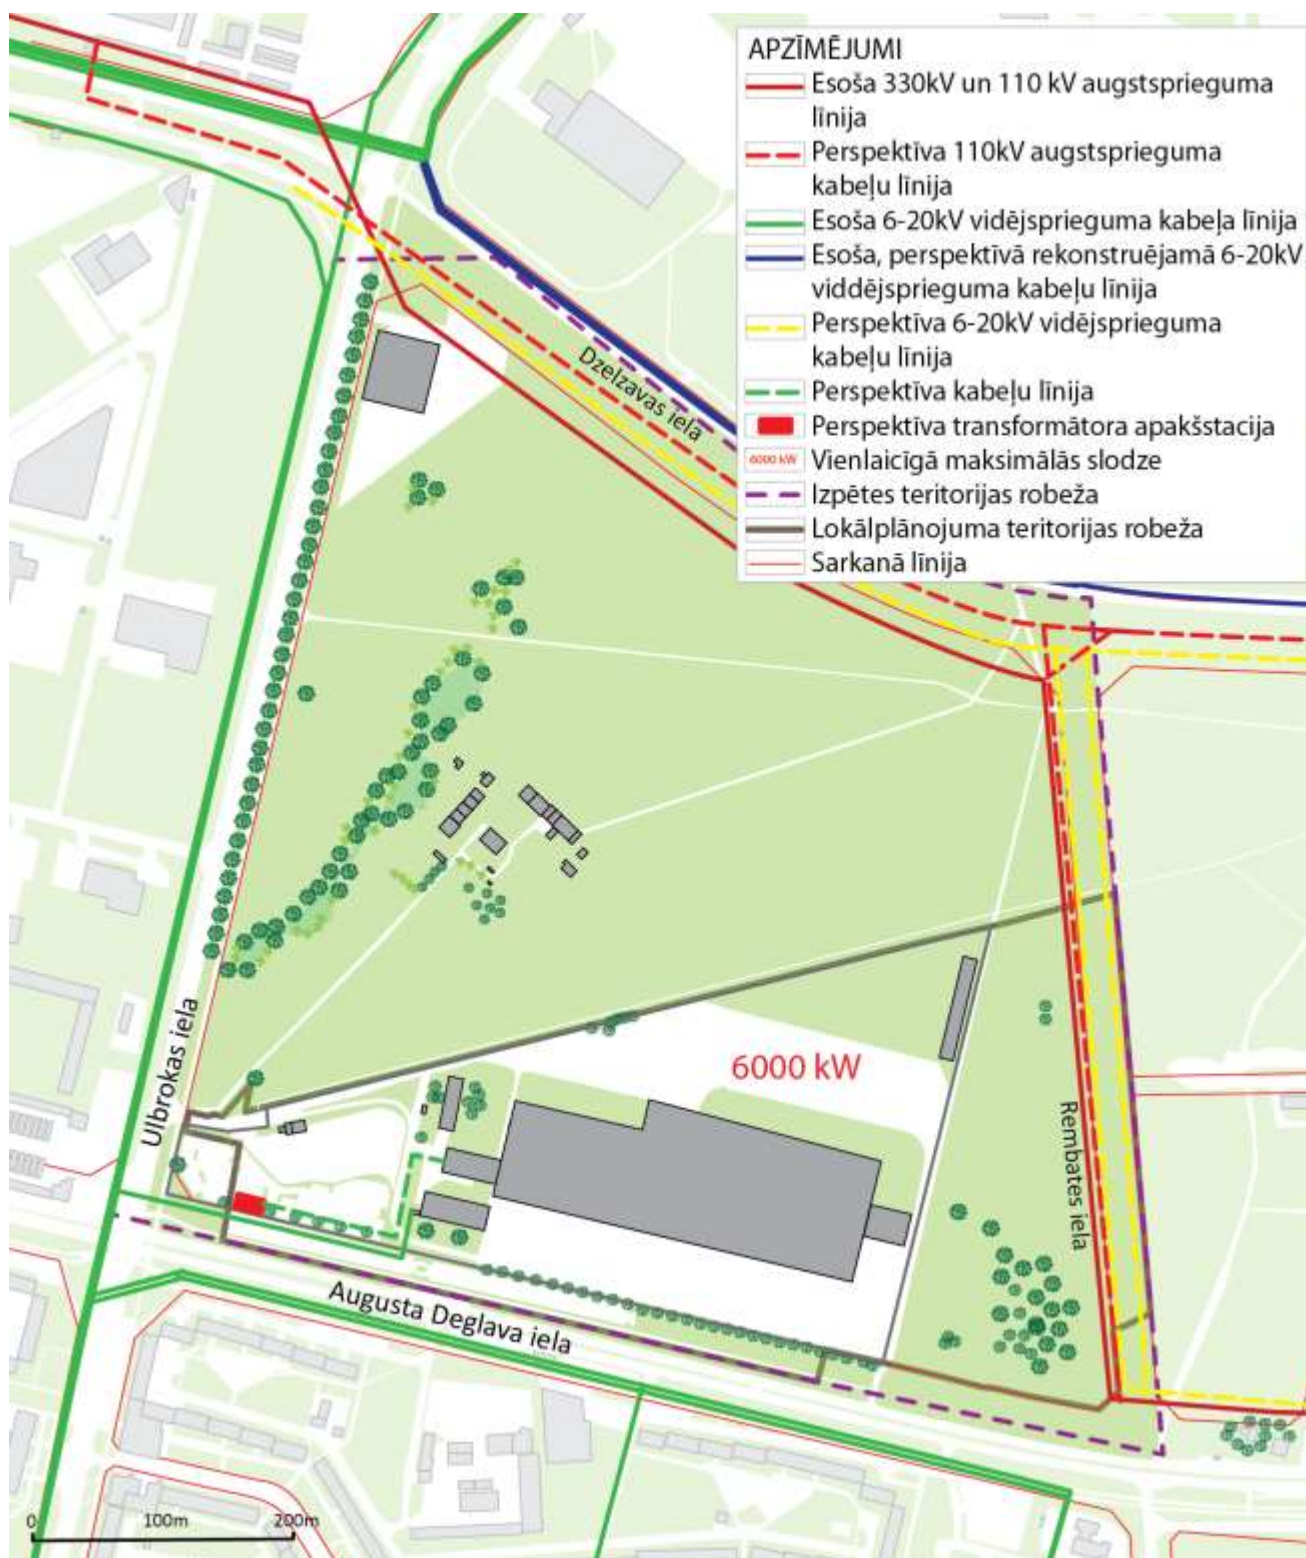 APZĪMĒJUMI
Esoša 330kV un 110 kV augstsprieguma
līnija
Perspektīva 110kV augstsprieguma
kabeļu līnija
Esoša 6-20kV vidējsprieguma kabeļa līnija
Esoša, perspektīvā rekonstruējamā 6-20kV
viddējsprieguma kabeļu līnija
Perspektīva 6-20kV vidējsprieguma
kabeļu līnija
Perspektīva kabeļu līnija
Perspektīva transformātora apakšstacija
6000 kW Vienlaicīgā maksimālās slodze
Izpētes teritorijas robeža
Lokālplānojuma teritorijas robeža
Sarkanā līnija
Dzelzavas iela
Ulbrokas iela
6000 kW
Rembates iela
Augusta Deglava iela
0 100m 200m